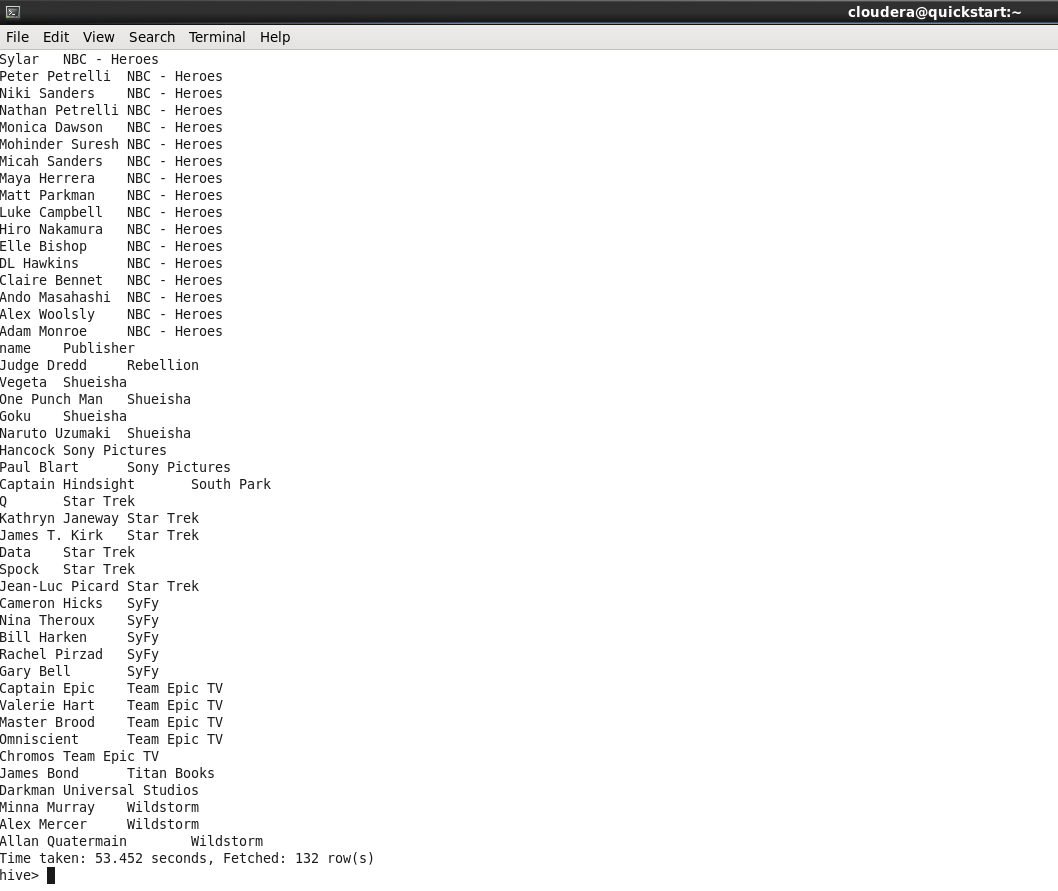 cloudera@quickstart:~
File Edit View Search Terminal Help
Sylar NBC - Heroes
Peter Petrelli NBC - Heroes
Niki Sanders NBC - Heroes
Nathan Petrelli NBC - Heroes
Monica Dawson NBC - Heroes
Mohinder Suresh NBC - Heroes
Micah Sanders NBC - Heroes
Maya Herrera NBC - Heroes
Matt Parkman NBC - Heroes
Luke Campbell NBC - Heroes
Hiro Nakamura NBC - Heroes
Elle Bishop NBC - Heroes
DL Hawkins NBC - Heroes
Claire Bennet NBC - Heroes
Ando Masahashi NBC - Heroes
Alex Woolsly NBC - Heroes
Adam Monroe NBC - Heroes
name Publisher
Judge Dredd Rebellion
Vegeta Shueisha
One Punch Man Shueisha
Goku Shueisha
Naruto Uzumaki Shueisha
Hancock Sony Pictures
Paul Blart Sony Pictures
Captain Hindsight South Park
Q Star Trek
Kathryn Janeway Star Trek
James T. Kirk Star Trek
Data Star Trek
Spock Star Trek
Jean-Luc Picard Star Trek
Cameron Hicks SyFy
Nina Theroux SyFy
Bill Harken SyFy
Rachel Pirzad SyFy
Gary Bell SyFy
Captain Epic Team Epic TV
Valerie Hart Team Epic TV
Master Brood Team Epic TV
Omniscient Team Epic TV
Chromos Team Epic TV
James Bond Titan Books
Darkman Universal Studios
Minna Murray Wildstorm
Alex Mercer Wildstorm
Allan Quatermain Wildstorm
Time taken: 53.452 seconds, Fetched: 132 row(s)
hive>